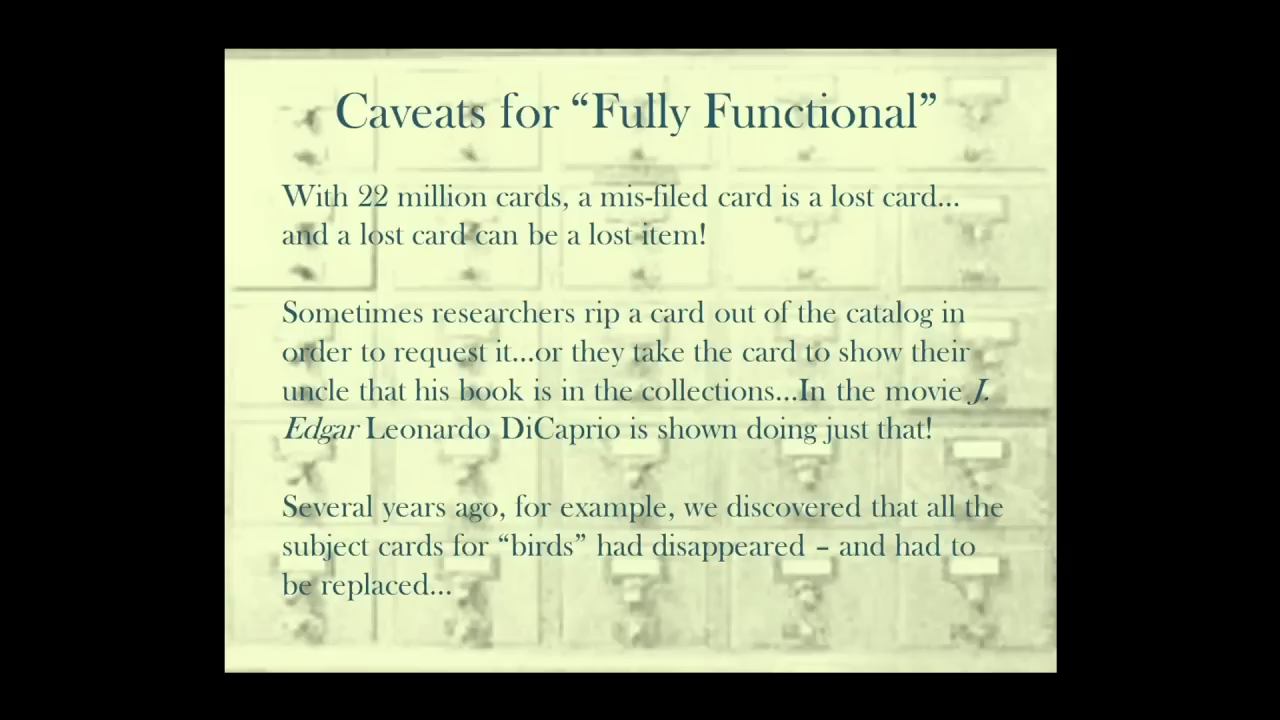 Caveats for “Fully Functional”
With 22 million cards, a mis-filed card is a lost card...
and a lost card can be a lost item!
Sometimes researchers rip a card out of the catalog in
order to request it...or they take the card to show their
uncle that his book is in the collections...In the movie J.
Edgar Leonardo DiCaprio is shown doing just that!
Several years ago, for example, we discovered that all the
subject cards for “birds” had disappeared – and had to
be replaced...